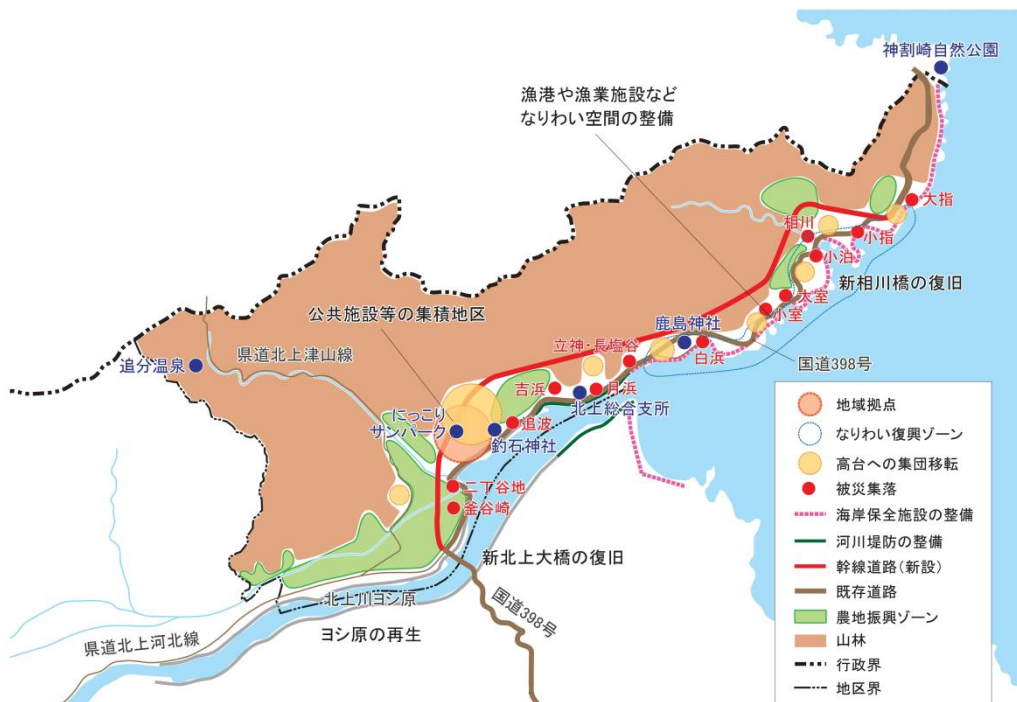 神割崎自然公園
漁港や漁業施設など
なりわい空間の整備
大指
相川
小指
小泊
新相川橋の復旧
大室
小室
公共施設等の集積地区
鹿島神社
立神・長塩谷
白浜
県道北上津山線
国道398号
追分温泉
吉浜
月浜
北上総合支所
にっこり
サンパーク
追波
釣石神社
二丁谷地
釜谷崎
新北上大橋の復旧
北上川ヨシ原
国道398号
ヨシ原の再生
県道北上河北線
地域拠点
なりわい復興ゾーン
高台への集団移転
被災集落
海岸保全施設の整備
河川堤防の整備
幹線道路(新設)
既存道路
農地振興ゾーン
山林
行政界
地区界